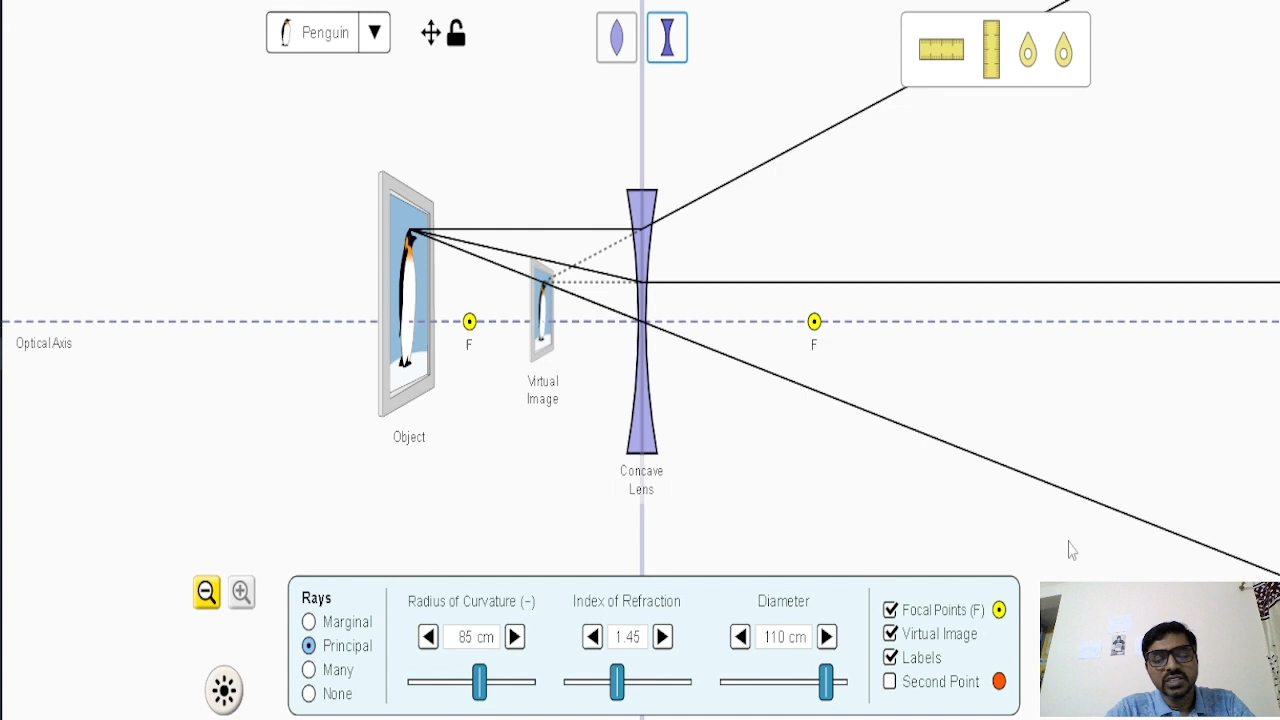 Penguin
Optical Axis
F
F
Virtual
Image
Object
Concave
Lens
Rays
Marginal
Principal
Many
None
Radius of Curvature (−)
85 cm
Index of Refraction
1.45
Diameter
110 cm
Focal Points (F)
Virtual Image
Labels
Second Point